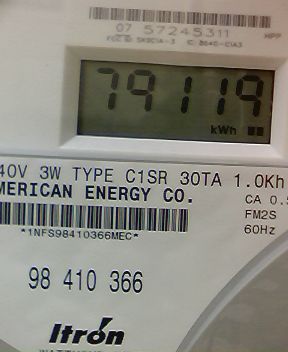 07 57245311
HPP
79119
kWh
40V 3W TYPE C1SR 30TA 1.0Kh
MERICAN ENERGY CO.
CA 0.5
FM2S
60Hz
*1NFS98410366MEC*
98 410 366
Itron